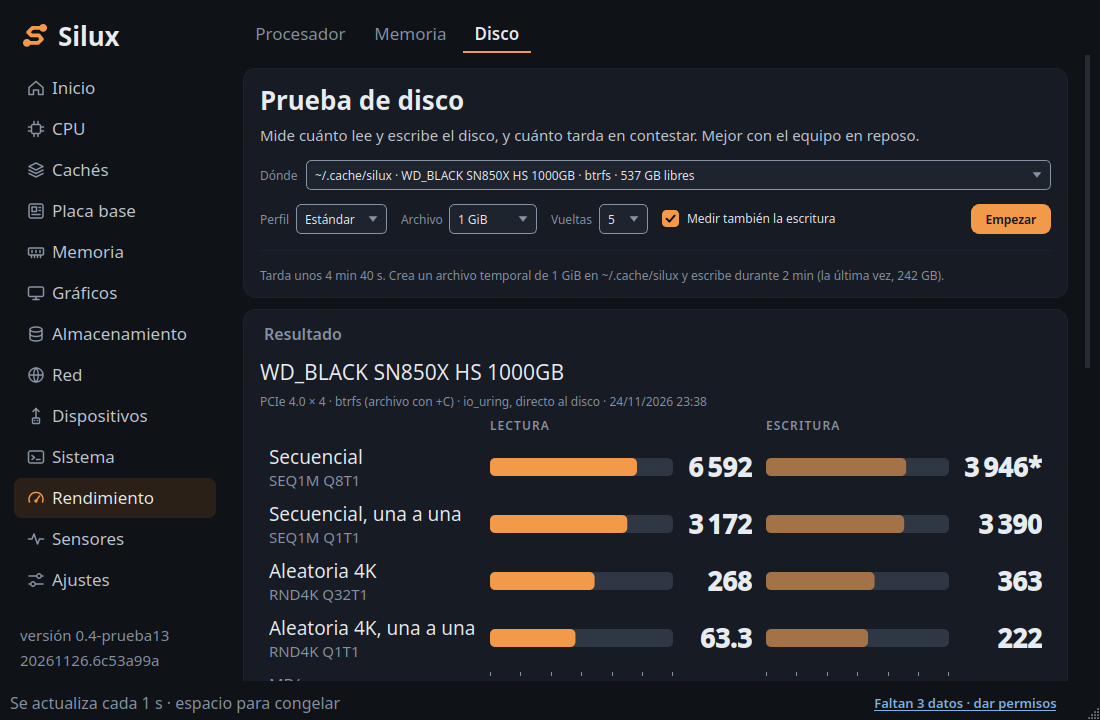 Silux
Inicio
CPU
Cachés
Placa base
Memoria
Gráficos
Almacenamiento
Red
Dispositivos
Sistema
Rendimiento
Sensores
Ajustes
versión 0.4-prueba13
20261126.6c53a99a
Procesador Memoria Disco
Prueba de disco
Mide cuánto lee y escribe el disco, y cuánto tarda en contestar. Mejor con el equipo en reposo.
Dónde ~/.cache/silux · WD_BLACK SN850X HS 1000GB · btrfs · 537 GB libres
Perfil Estándar Archivo 1 GiB Vueltas 5 Medir también la escritura Empezar
Tarda unos 4 min 40 s. Crea un archivo temporal de 1 GiB en ~/.cache/silux y escribe durante 2 min (la última vez, 242 GB).
Resultado
WD_BLACK SN850X HS 1000GB
PCIe 4.0 × 4 · btrfs (archivo con +C) · io_uring, directo al disco · 24/11/2026 23:38
LECTURA ESCRITURA
Secuencial 6 592 3 946*
SEQ1M Q8T1
Secuencial, una a una 3 172 3 390
SEQ1M Q1T1
Aleatoria 4K 268 363
RND4K Q32T1
Aleatoria 4K, una a una 63.3 222
RND4K Q1T1
Se actualiza cada 1 s · espacio para congelar
Faltan 3 datos · dar permisos